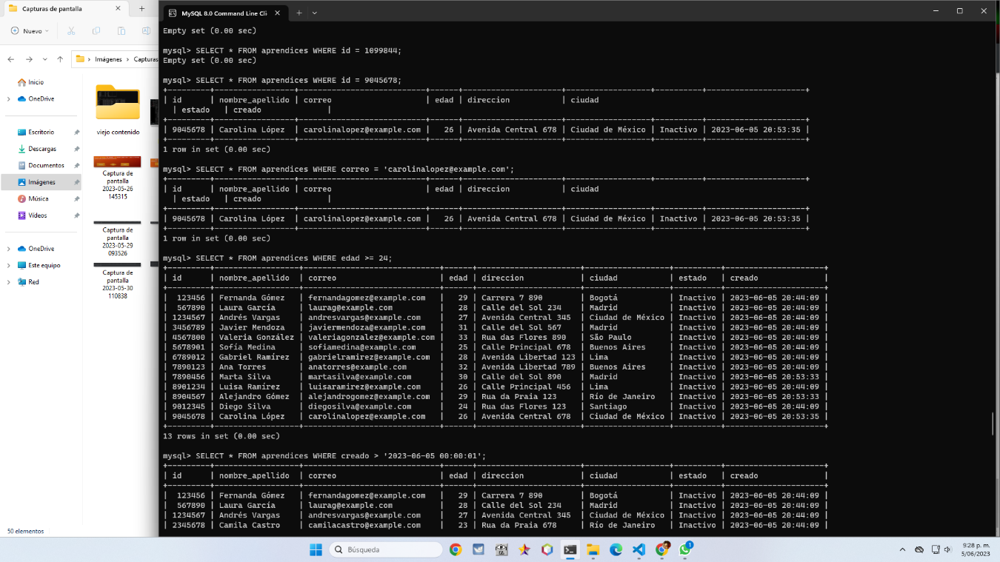 Capturas de pantalla
Nuevo
Imágenes
Capturas
Inicio
OneDrive
Escritorio
Descargas
Documentos
Imágenes
Música
Vídeos
OneDrive
Este equipo
Red
viejo contenido
Captura de
pantalla
2023-05-26
145315
Captura de
pantalla
2023-05-29
093526
Captura de
pantalla
2023-05-30
110838
50 elementos
MySQL 8.0 Command Line Cli
Empty set (0.00 sec)
mysql> SELECT * FROM aprendices WHERE id = 1099844;
Empty set (0.00 sec)
mysql> SELECT * FROM aprendices WHERE id = 9045678;
| id | nombre_apellido | correo | edad | direccion | ciudad
| estado | creado |
| 9045678 | Carolina López | carolinalopez@example.com | 26 | Avenida Central 678 | Ciudad de México | Inactivo | 2023-06-05 20:53:35 |
1 row in set (0.00 sec)
mysql> SELECT * FROM aprendices WHERE correo = 'carolinalopez@example.com';
| id | nombre_apellido | correo | edad | direccion | ciudad
| estado | creado |
| 9045678 | Carolina López | carolinalopez@example.com | 26 | Avenida Central 678 | Ciudad de México | Inactivo | 2023-06-05 20:53:35 |
1 row in set (0.00 sec)
mysql> SELECT * FROM aprendices WHERE edad >= 24;
| id | nombre_apellido | correo | edad | direccion | ciudad | estado | creado |
| 123456 | Fernanda Gómez | fernandagomez@example.com | 29 | Carrera 7 890 | Bogotá | Inactivo | 2023-06-05 20:44:09 |
| 567890 | Laura García | laurag@example.com | 28 | Calle del Sol 234 | Madrid | Inactivo | 2023-06-05 20:44:09 |
| 1234567 | Andrés Vargas | andresvargas@example.com | 27 | Avenida Central 345 | Ciudad de México | Inactivo | 2023-06-05 20:44:09 |
| 3456789 | Javier Mendoza | javiermendoza@example.com | 31 | Calle del Sol 567 | Madrid | Inactivo | 2023-06-05 20:44:09 |
| 4567800 | Valeria González | valeriagonzalez@example.com | 33 | Rua das Flores 890 | São Paulo | Inactivo | 2023-06-05 20:44:09 |
| 5678901 | Sofía Medina | sofiamedina@example.com | 25 | Calle Principal 678 | Buenos Aires | Inactivo | 2023-06-05 20:44:09 |
| 6789012 | Gabriel Ramírez | gabrielramirez@example.com | 28 | Avenida Libertad 123 | Lima | Inactivo | 2023-06-05 20:44:09 |
| 7890123 | Ana Torres | anatorres@example.com | 32 | Avenida Libertad 789 | Buenos Aires | Inactivo | 2023-06-05 20:44:09 |
| 7890456 | Marta Silva | martasilva@example.com | 30 | Calle del Sol 890 | Madrid | Inactivo | 2023-06-05 20:53:33 |
| 8901234 | Luisa Ramírez | luisaramirez@example.com | 26 | Calle Principal 456 | Lima | Inactivo | 2023-06-05 20:44:09 |
| 8904567 | Alejandro Gómez | alejandrogomez@example.com | 29 | Rua da Praia 123 | Río de Janeiro | Inactivo | 2023-06-05 20:53:33 |
| 9012345 | Diego Silva | diegosilva@example.com | 24 | Rua das Flores 123 | Santiago | Inactivo | 2023-06-05 20:44:09 |
| 9045678 | Carolina López | carolinalopez@example.com | 26 | Avenida Central 678 | Ciudad de México | Inactivo | 2023-06-05 20:53:35 |
13 rows in set (0.00 sec)
mysql> SELECT * FROM aprendices WHERE creado > '2023-06-05 00:00:01';
| id | nombre_apellido | correo | edad | direccion | ciudad | estado | creado |
| 123456 | Fernanda Gómez | fernandagomez@example.com | 29 | Carrera 7 890 | Bogotá | Inactivo | 2023-06-05 20:44:09 |
| 567890 | Laura García | laurag@example.com | 28 | Calle del Sol 234 | Madrid | Inactivo | 2023-06-05 20:44:09 |
| 1234567 | Andrés Vargas | andresvargas@example.com | 27 | Avenida Central 345 | Ciudad de México | Inactivo | 2023-06-05 20:44:09 |
| 2345678 | Camila Castro | camilacastro@example.com | 23 | Rua da Praia 678 | Río de Janeiro | Inactivo | 2023-06-05 20:44:09 |
Búsqueda
1
9:28 p. m.
5/06/2023